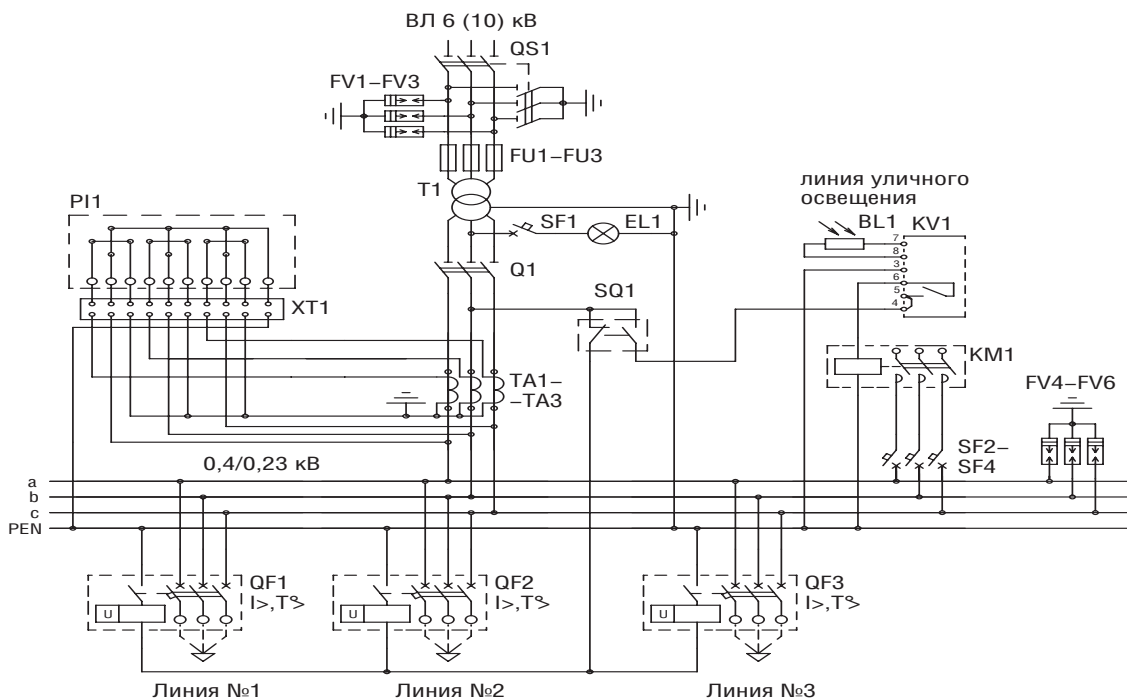 ВЛ 6 (10) кВ
QS1
FV1–FV3
FU1–FU3
T1
PI1
SF1
EL1
линия уличного
освещения
BL1
KV1
7
8
3
6
5
4
Q1
SQ1
XT1
KM1
TA1–
–TA3
FV4–FV6
0,4/0,23 кВ
SF2–
SF4
a
b
c
PEN
QF1
I>,T°>
U
QF2
I>,T°>
U
QF3
I>,T°>
U
Линия №1
Линия №2
Линия №3